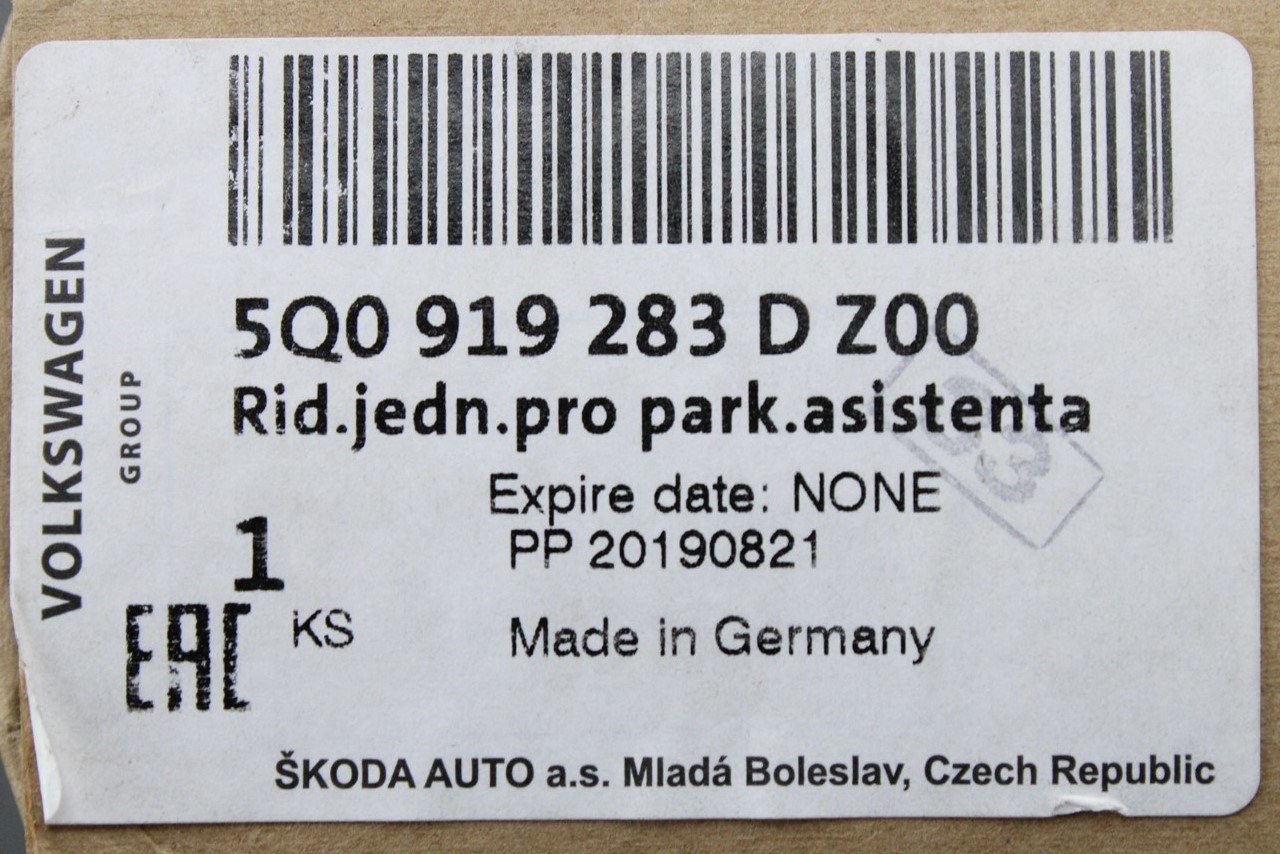 VOLKSWAGEN
GROUP
5Q0 919 283 D Z00
Rid.jedn.pro park.asistenta
Expire date: NONE
PP 20190821
1
KS
EAC
Made in Germany
ŠKODA AUTO a.s. Mladá Boleslav, Czech Republic